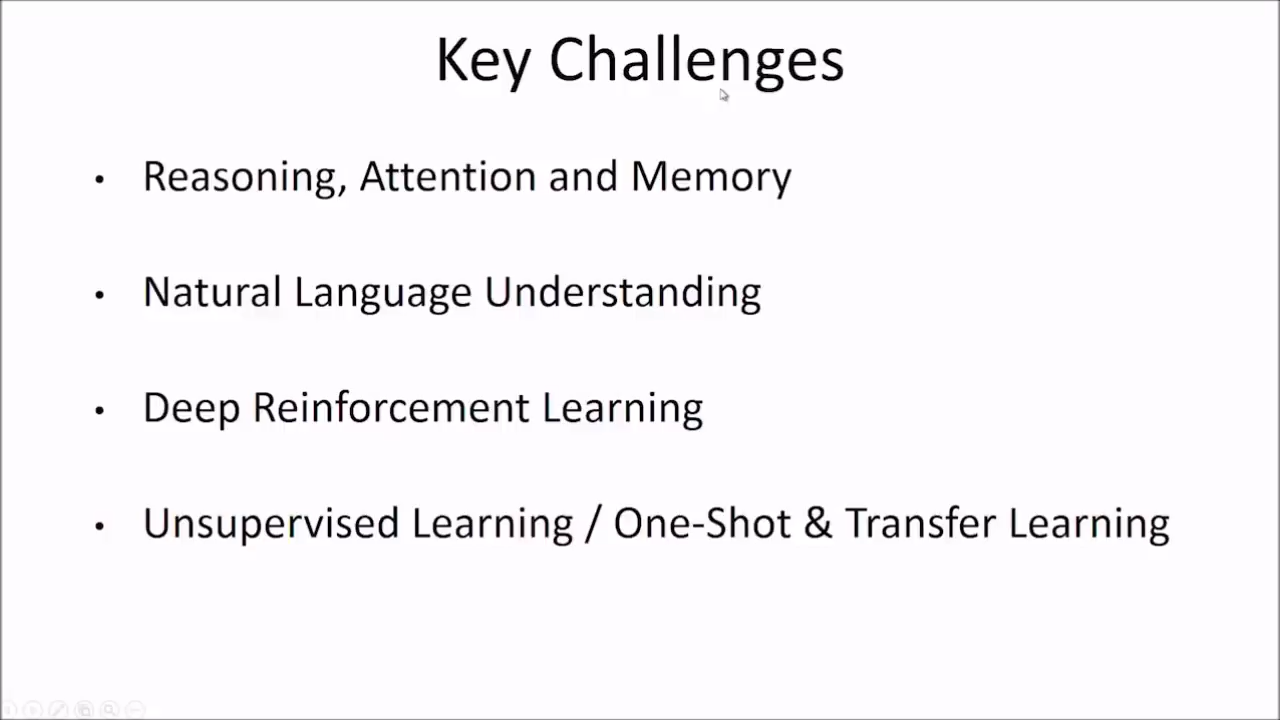 Key Challenges
• Reasoning, Attention and Memory
• Natural Language Understanding
• Deep Reinforcement Learning
• Unsupervised Learning / One-Shot & Transfer Learning